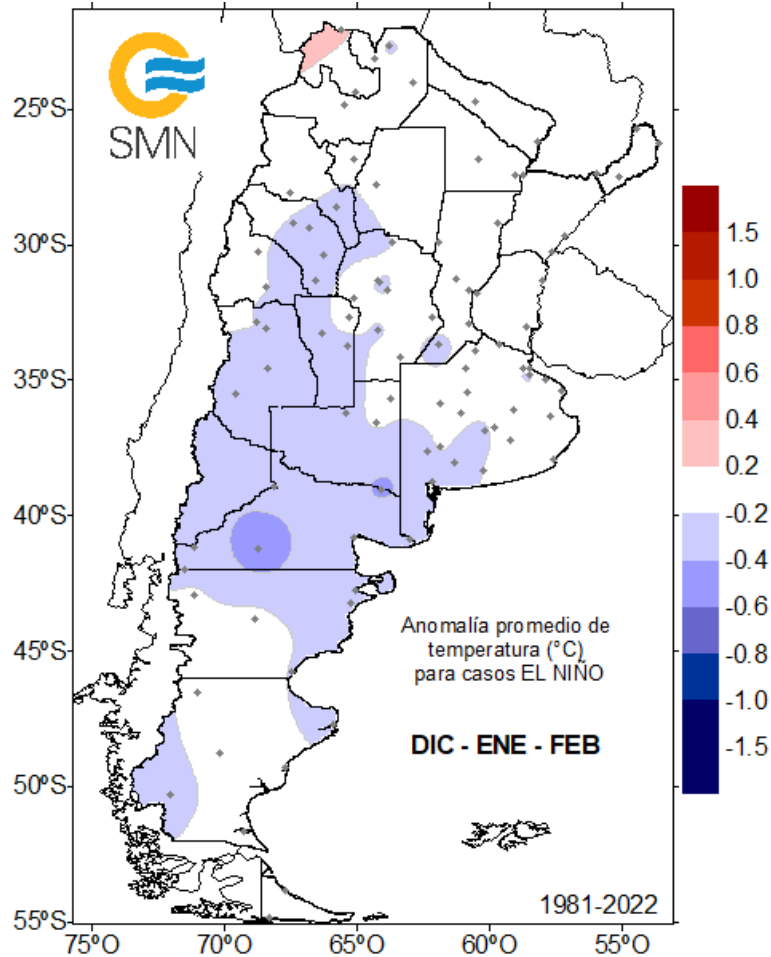 SMN
25ºS
30ºS
35ºS
40ºS
45ºS
50ºS
55ºS
75ºO
70ºO
65ºO
60ºO
55ºO
1.5
1.0
0.8
0.6
0.4
0.2
-0.2
-0.4
-0.6
-0.8
-1.0
-1.5
Anomalía promedio de
temperatura (°C)
para casos EL NIÑO
DIC - ENE - FEB
1981-2022